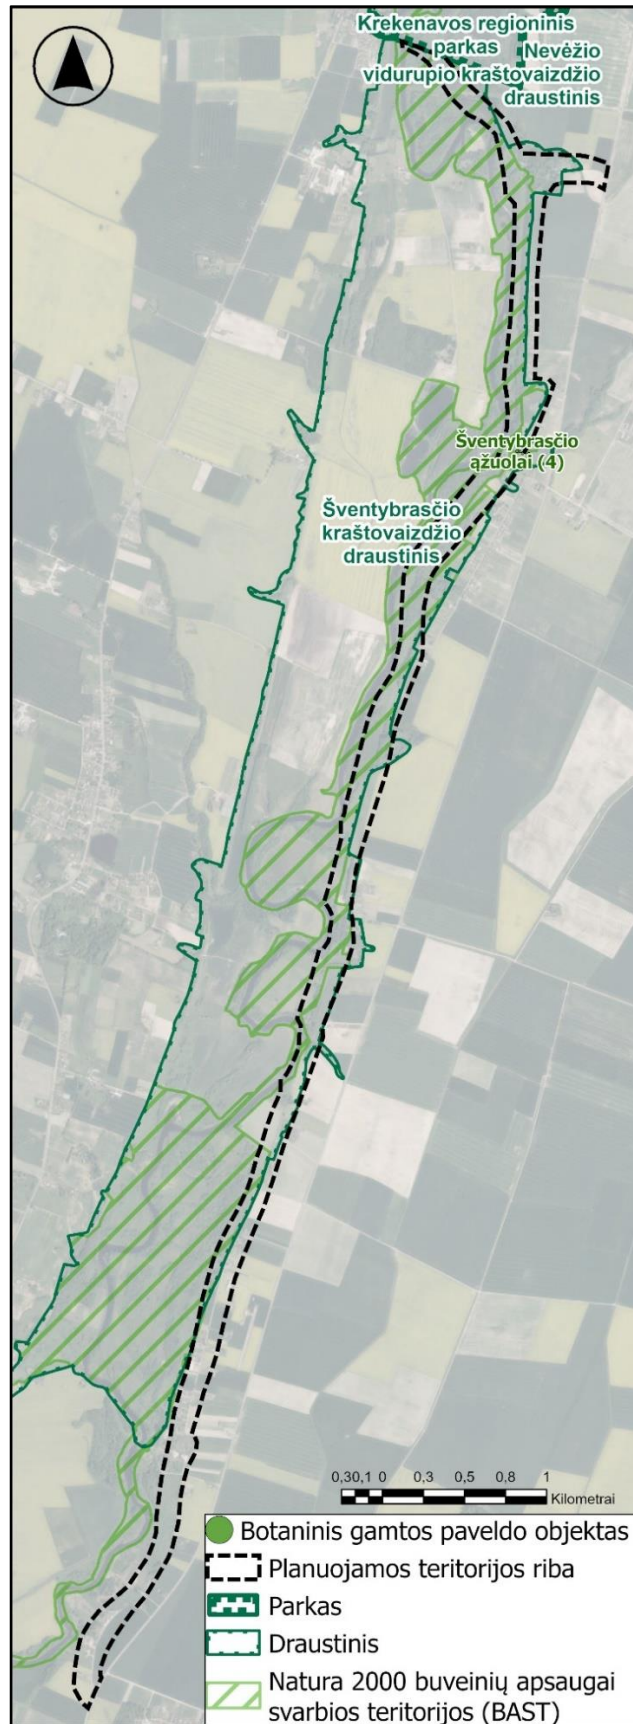 Krekenavos regioninis
parkas
Nevėžio
vidurupio kraštovaizdžio
draustinis
Šventybrasčio
ąžuolai (4)
Šventybrasčio
kraštovaizdžio
draustinis
0,30,1 0 0,3 0,5 0,8 1
Kilometrai
Botaninis gamtos paveldo objektas
Planuojamos teritorijos riba
Parkas
Draustinis
Natura 2000 buveinių apsaugai
svarbios teritorijos (BAST)